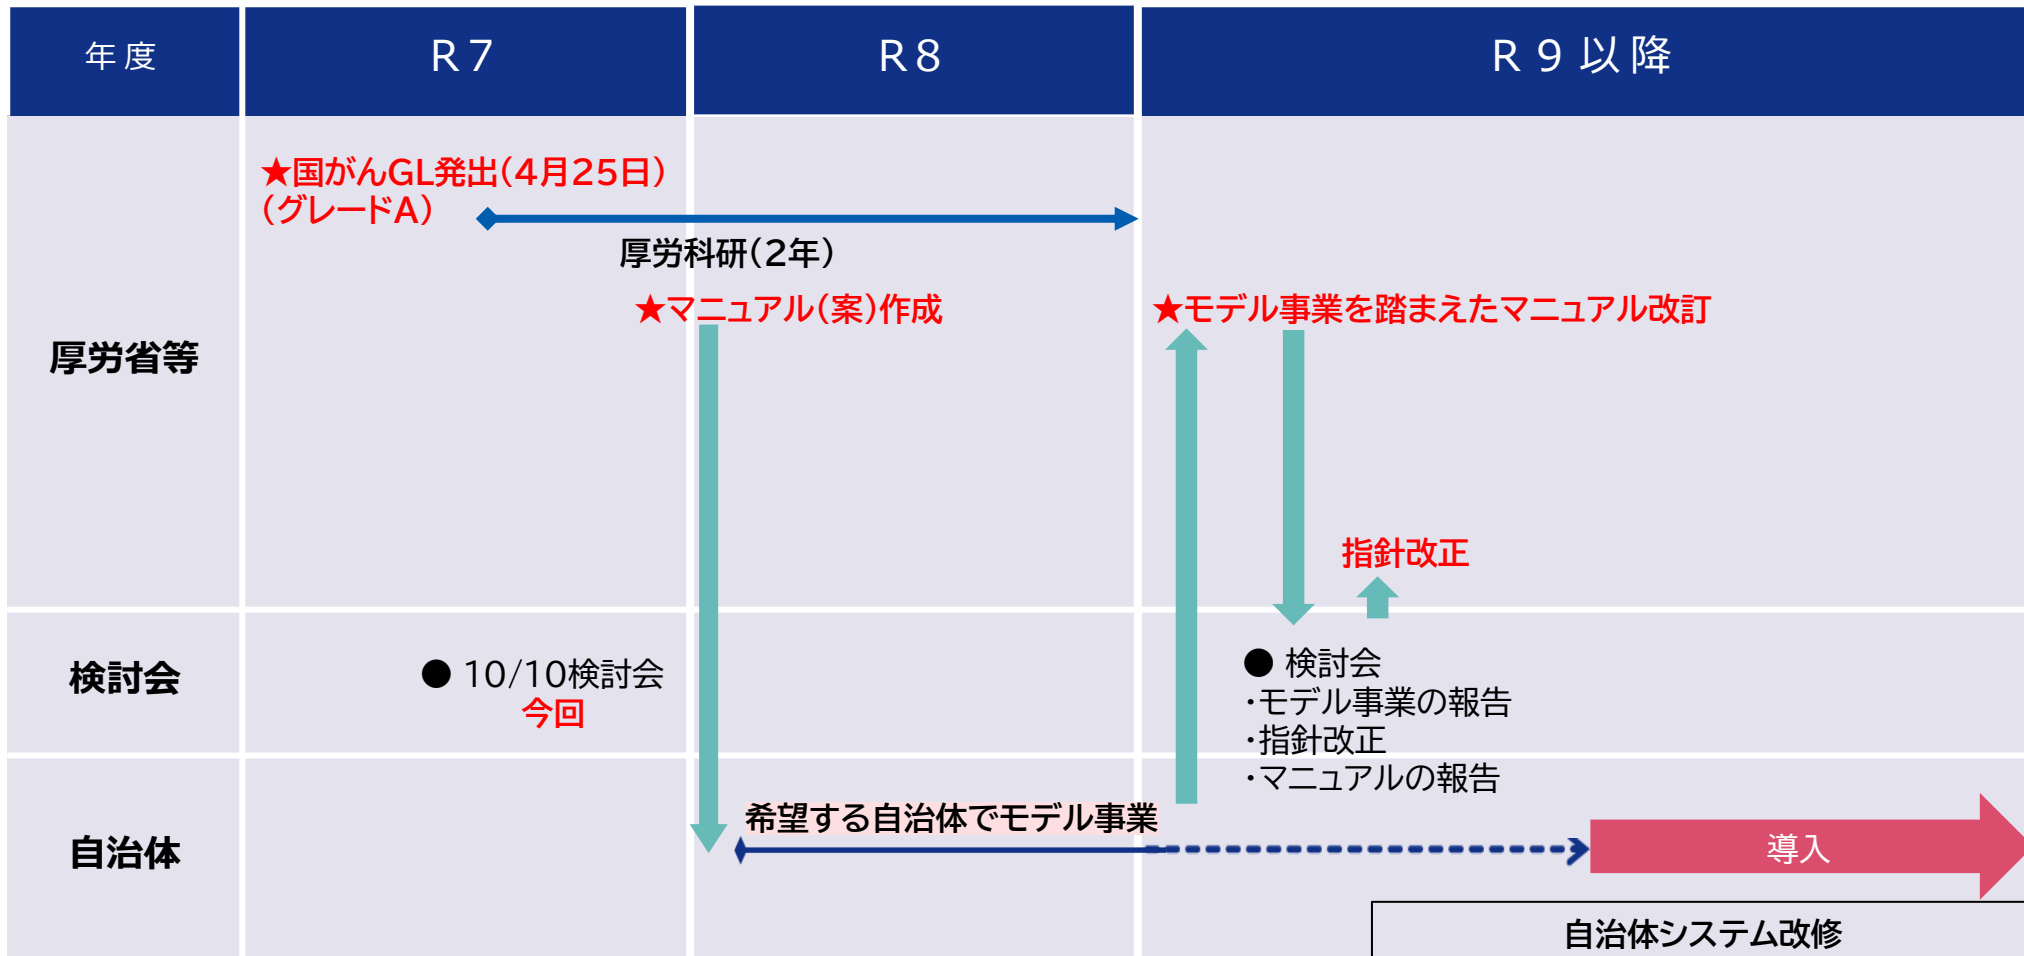 年度
R7
R8
R9以降
厚労省等
★国がんGL発出(4月25日)
(グレードA)
厚労科研(2年)
★マニュアル(案)作成
★モデル事業を踏まえたマニュアル改訂
指針改正
検討会
● 10/10検討会
今回
● 検討会
・モデル事業の報告
・指針改正
・マニュアルの報告
自治体
希望する自治体でモデル事業
導入
自治体システム改修